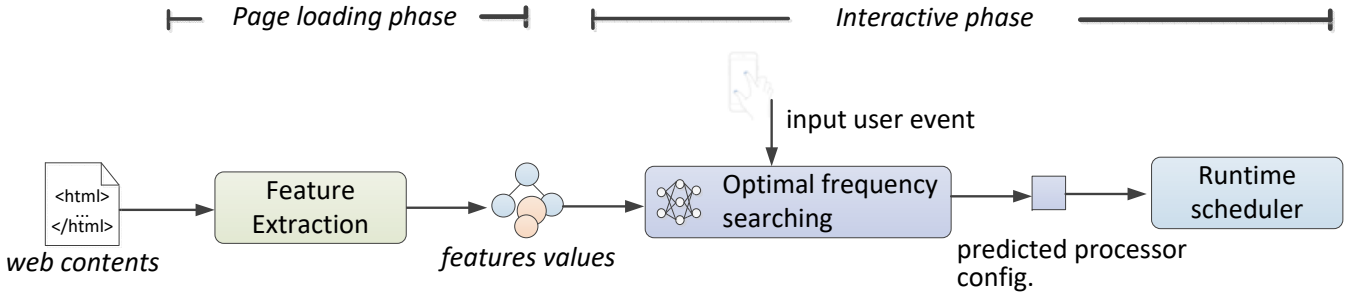 Page loading phase
Interactive phase
input user event
<html>
...
</html>
web contents
Feature
Extraction
features values
Optimal frequency
searching
predicted processor
config.
Runtime
scheduler